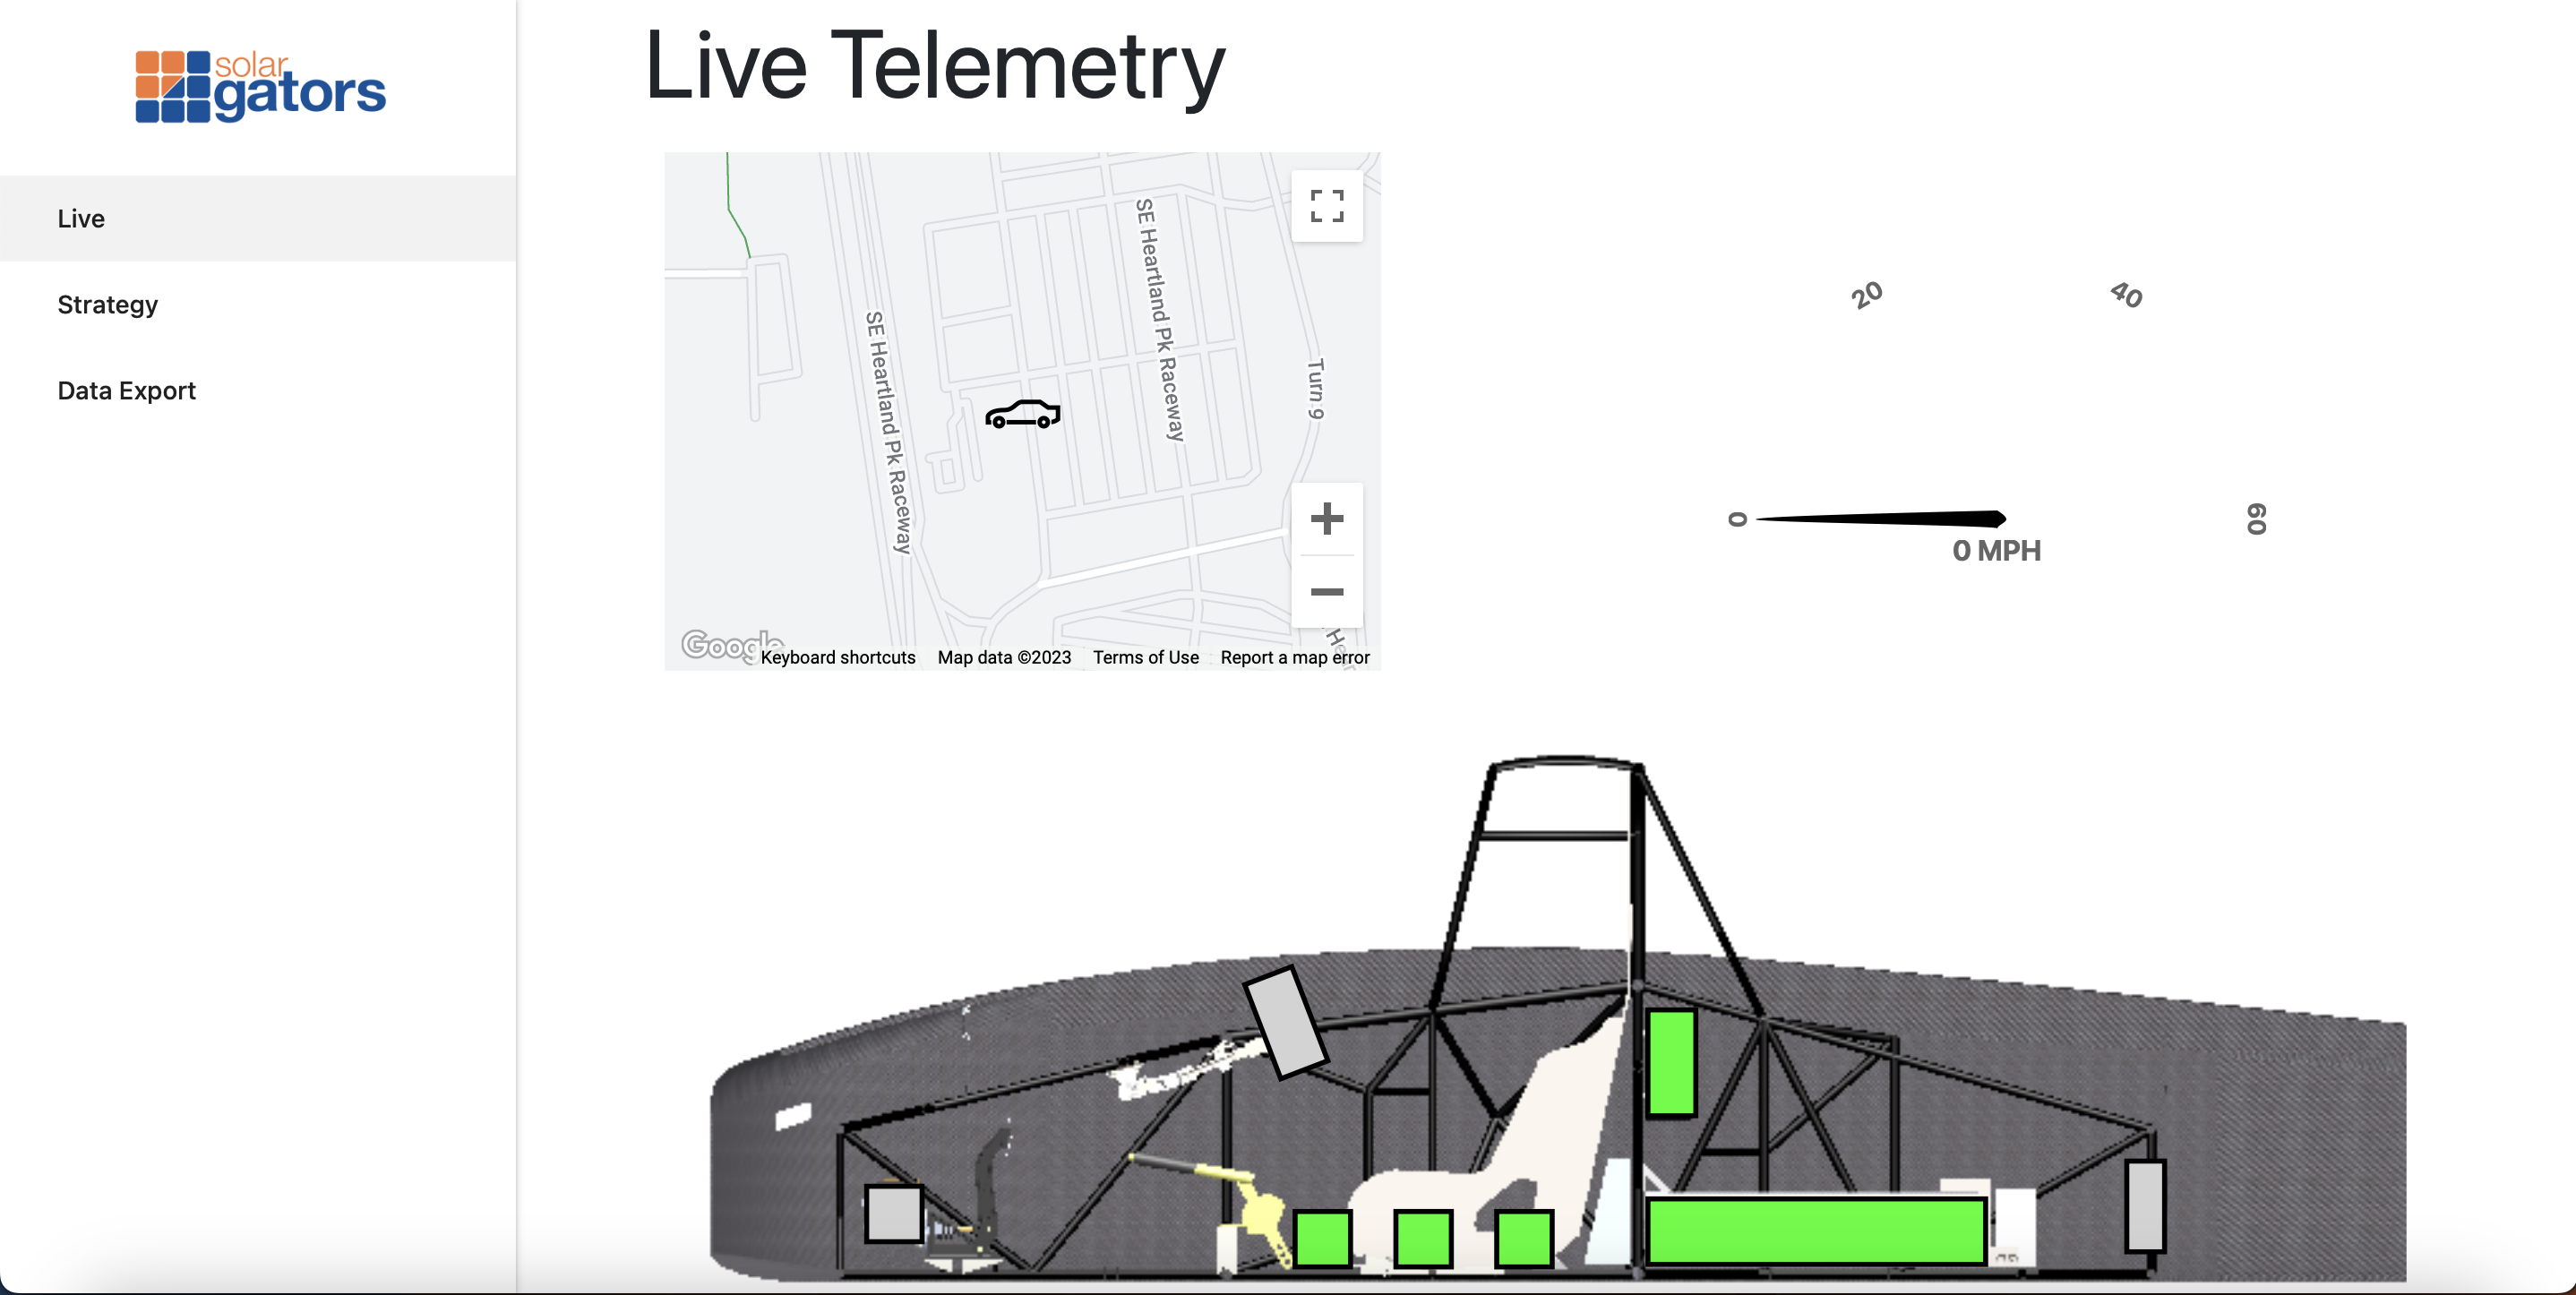 solar
gators
Live
Strategy
Data Export
Live Telemetry
SE Heartland Pk Raceway
SE Heartland Pk Raceway
Turn 9
Google
Keyboard shortcuts
Map data ©2023
Terms of Use
Report a map error
0
20
40
60
0 MPH